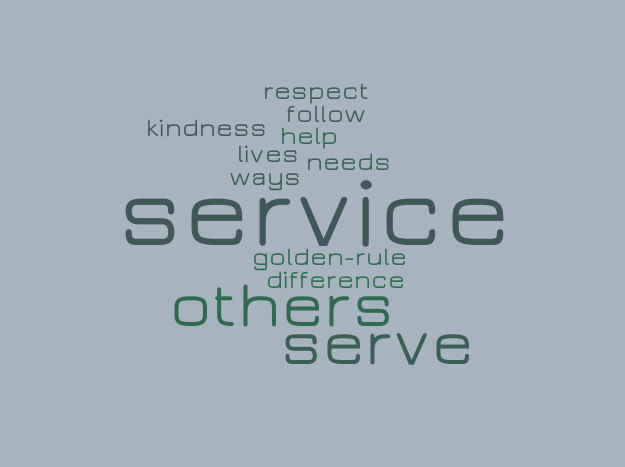 respect
follow
kindness
help
lives
needs
ways
service
golden-rule
difference
others
serve